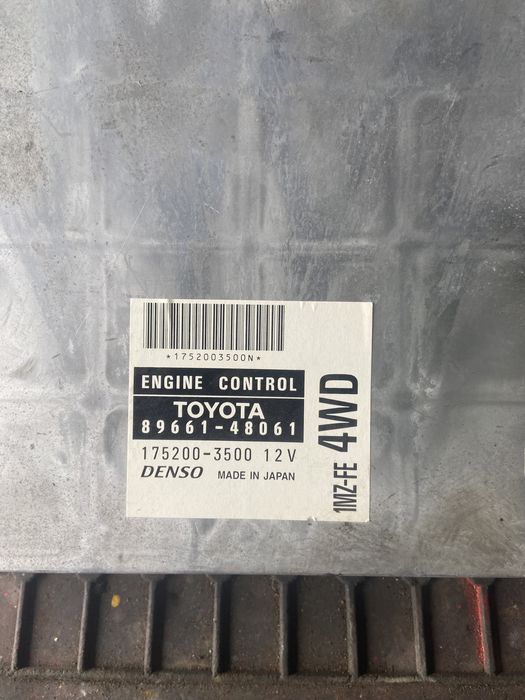 *1752003500N*
ENGINE CONTROL
TOYOTA
89661-48061
175200-3500 12V
DENSO MADE IN JAPAN
1MZ-FE 4WD